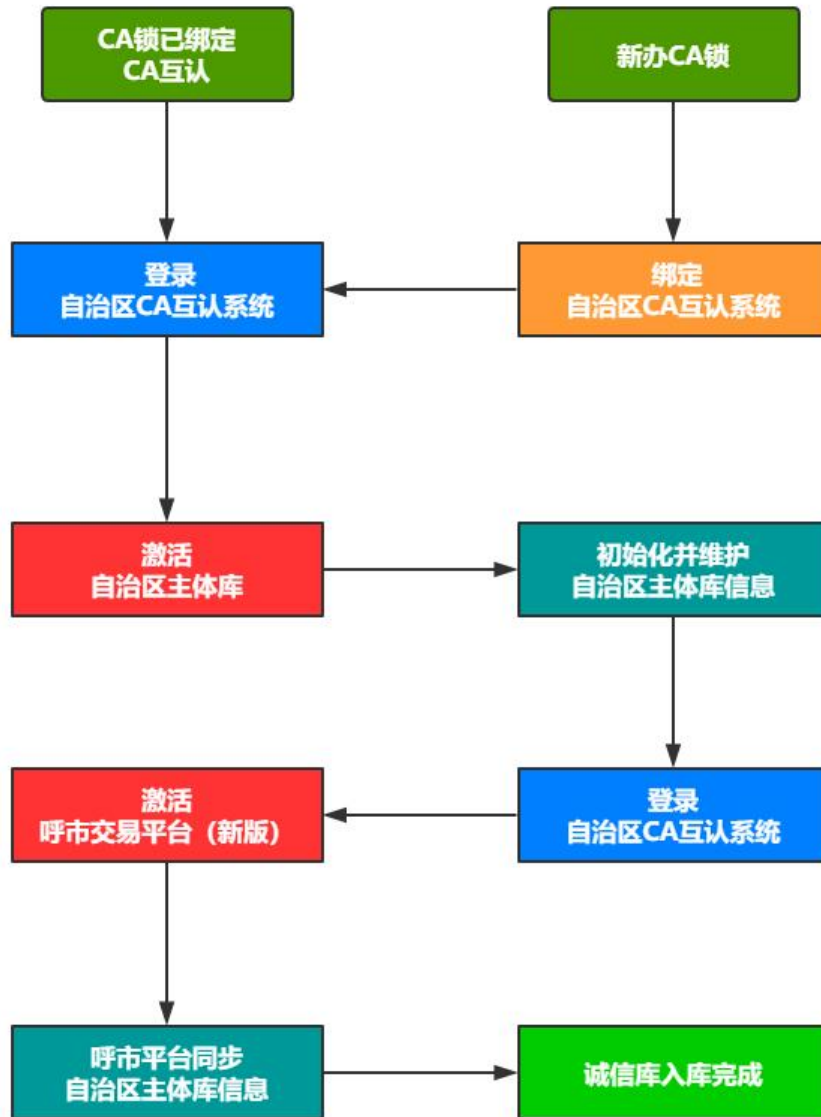 CA锁已绑定
CA互认
新办CA锁
登录
自治区CA互认系统
绑定
自治区CA互认系统
激活
自治区主体库
初始化并维护
自治区主体库信息
激活
呼市交易平台（新版）
登录
自治区CA互认系统
呼市平台同步
自治区主体库信息
诚信库入库完成